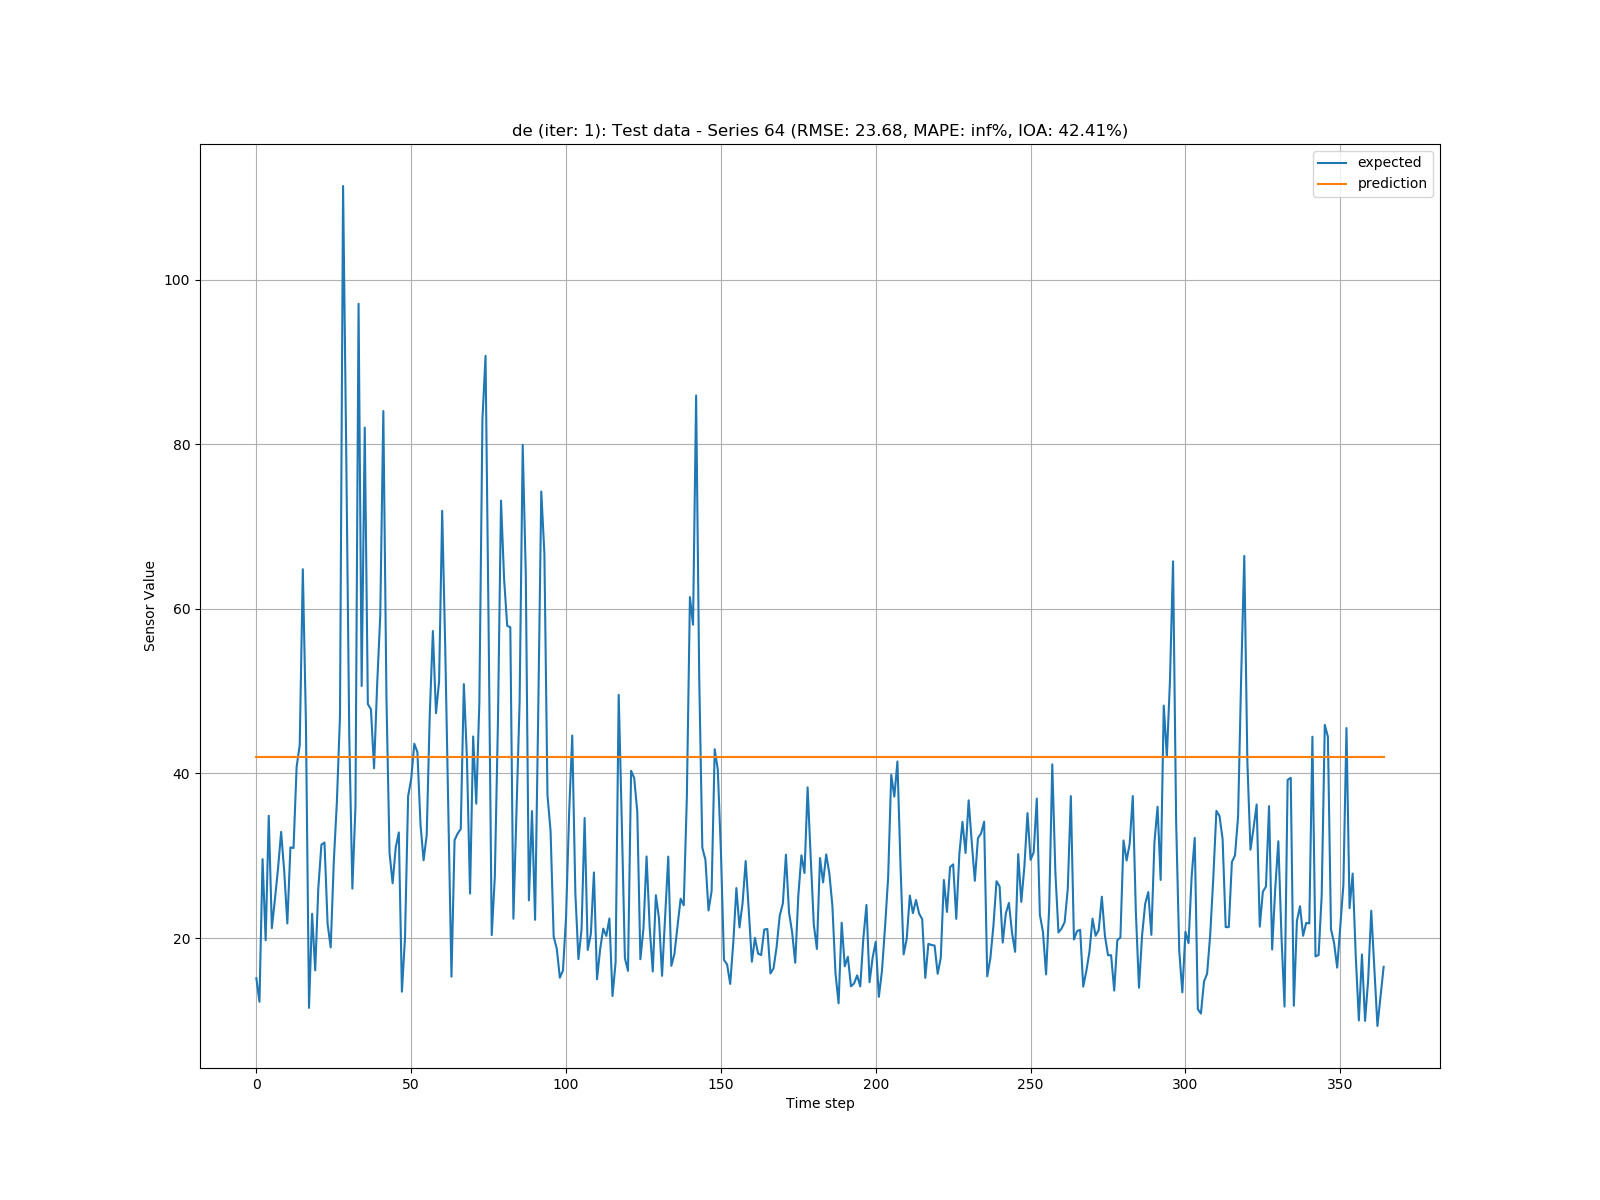 de (iter: 1): Test data - Series 64 (RMSE: 23.68, MAPE: inf%, IOA: 42.41%)
expected
prediction
100
80
60
40
20
Sensor Value
0 50 100 150 200 250 300 350
Time step